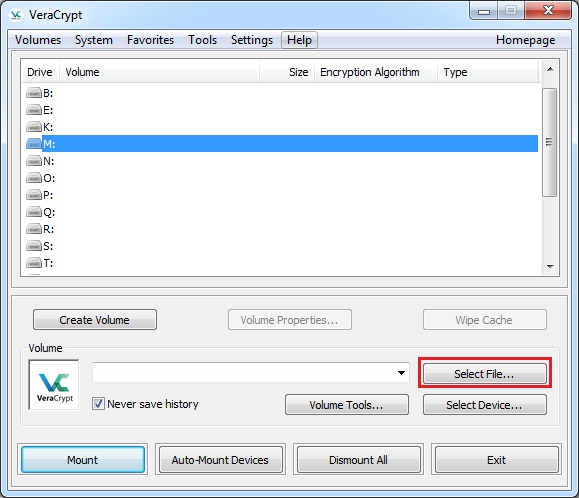 VeraCrypt
Volumes System Favorites Tools Settings Help Homepage
Drive Volume Size Encryption Algorithm Type
B:
E:
K:
M:
N:
O:
P:
Q:
R:
S:
T:
Create Volume Volume Properties... Wipe Cache
Volume
VeraCrypt
Select File...
Never save history Volume Tools... Select Device...
Mount Auto-Mount Devices Dismount All Exit